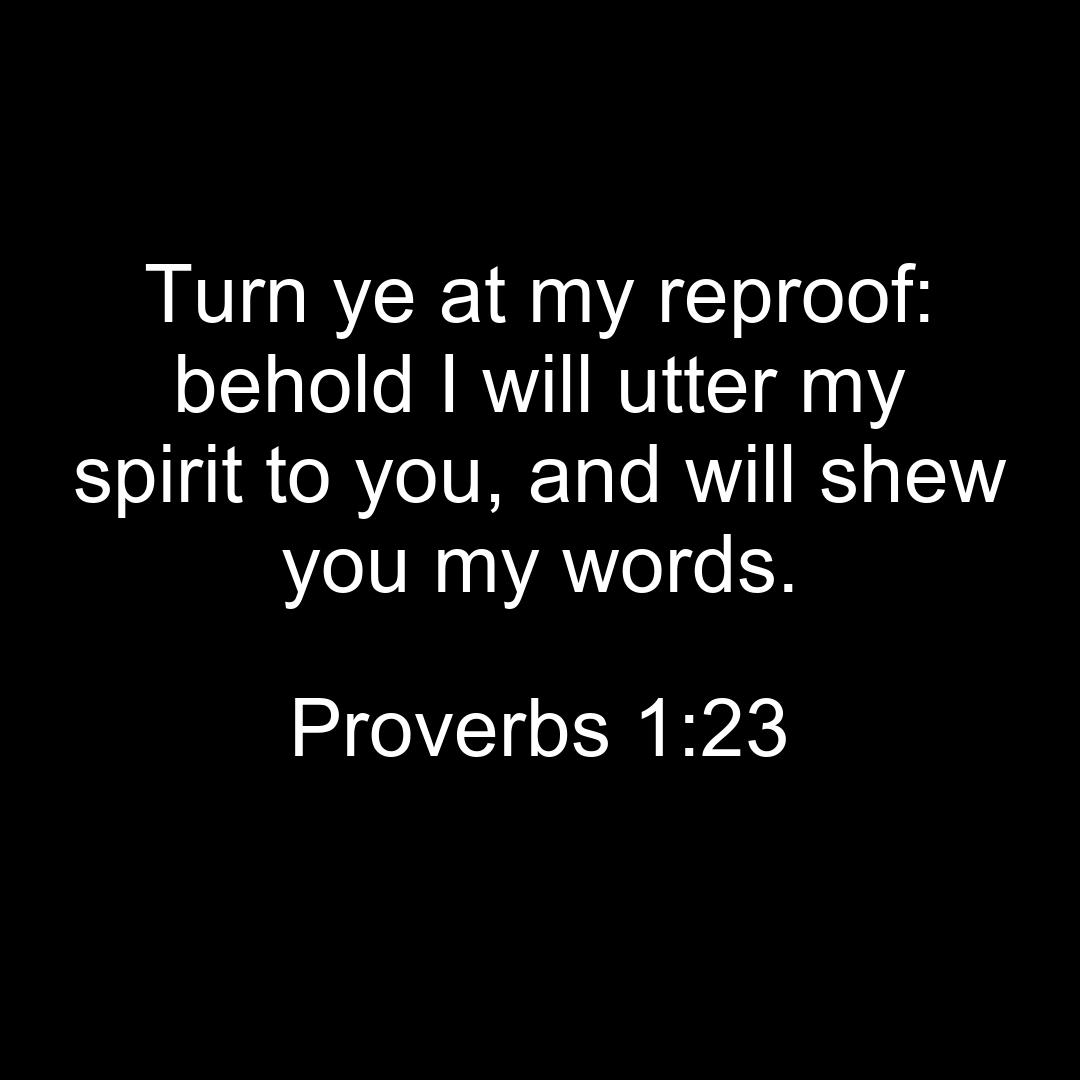 Turn ye at my reproof:
behold I will utter my
spirit to you, and will shew
you my words.
Proverbs 1:23